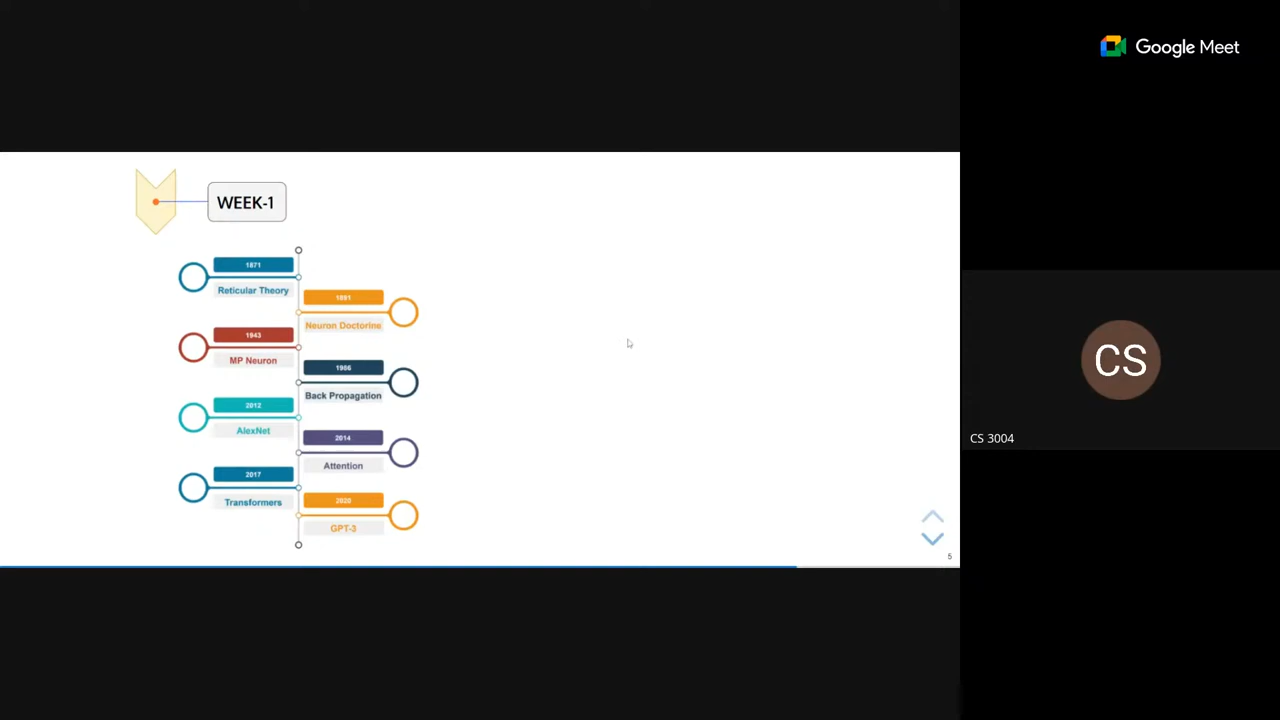 Google Meet
WEEK-1
1871
Reticular Theory
1891
Neuron Doctorine
1943
MP Neuron
1986
Back Propagation
2012
AlexNet
2014
Attention
2017
Transformers
2020
GPT-3
5
CS
CS 3004